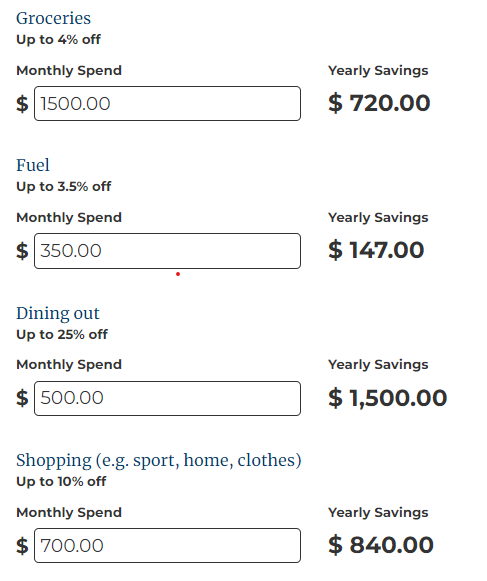 Groceries
Up to 4% off
Monthly Spend Yearly Savings
$ 1500.00 $ 720.00
Fuel
Up to 3.5% off
Monthly Spend Yearly Savings
$ 350.00 $ 147.00
Dining out
Up to 25% off
Monthly Spend Yearly Savings
$ 500.00 $ 1,500.00
Shopping (e.g. sport, home, clothes)
Up to 10% off
Monthly Spend Yearly Savings
$ 700.00 $ 840.00